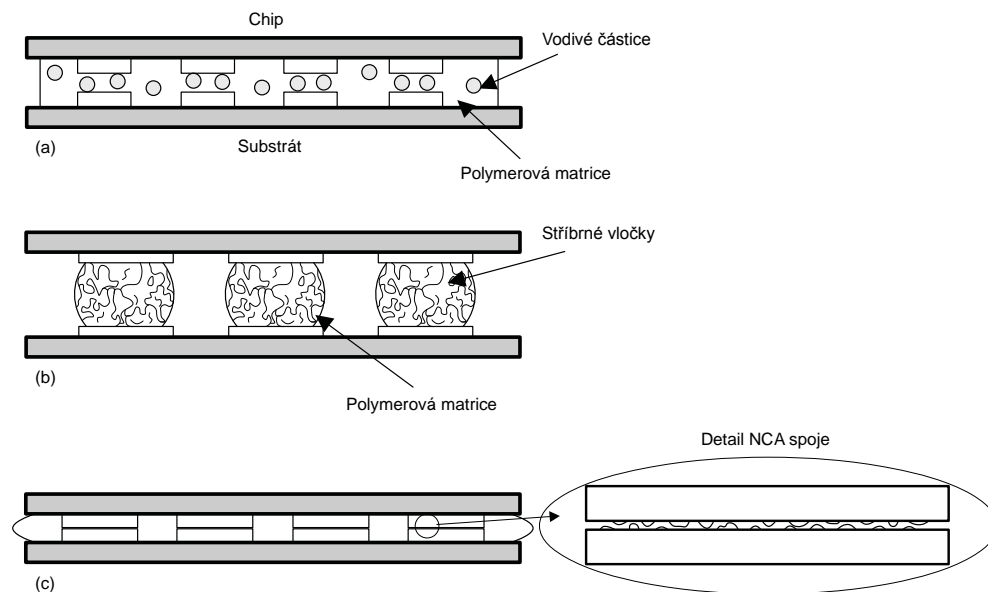 Chip
Vodivé částice
(a)
Substrát
Polymerová matrice
Stříbrné vločky
(b)
Polymerová matrice
Detail NCA spoje
(c)